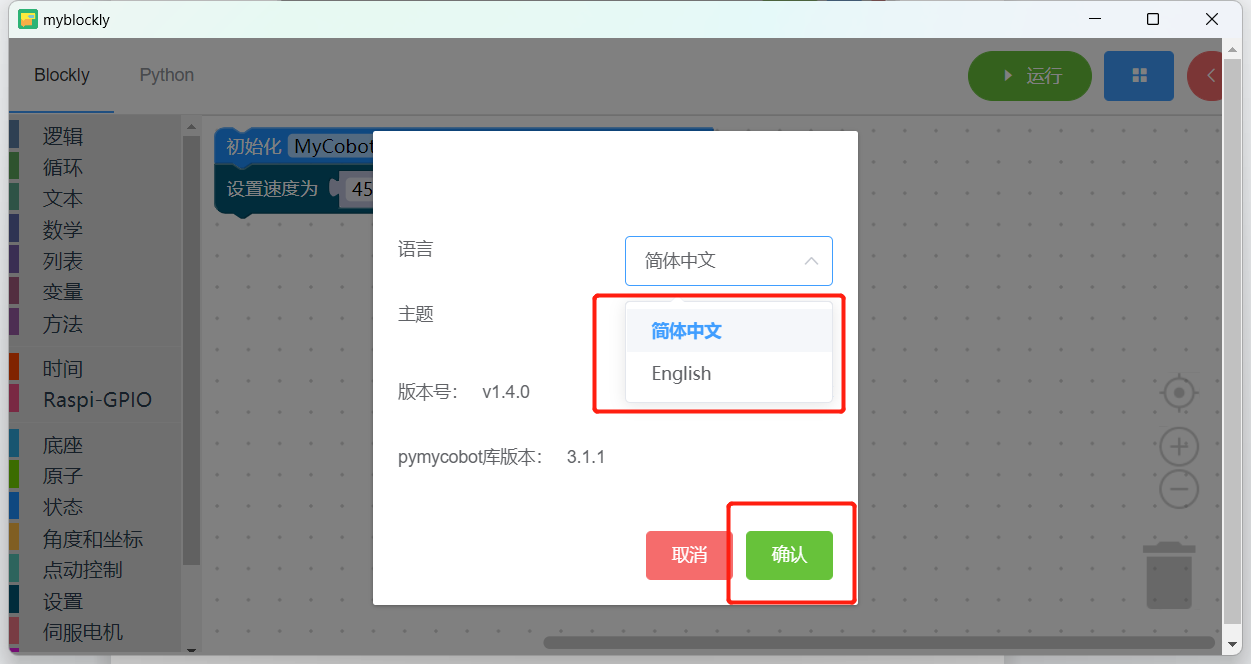 myblockly
Blockly
Python
运行
逻辑
循环
文本
数学
列表
变量
方法
时间
Raspi-GPIO
底座
原子
状态
角度和坐标
点动控制
设置
伺服电机
初始化 MyCobot
设置速度为 45
语言
简体中文
简体中文
English
主题
版本号： v1.4.0
pymycobot库版本： 3.1.1
取消
确认